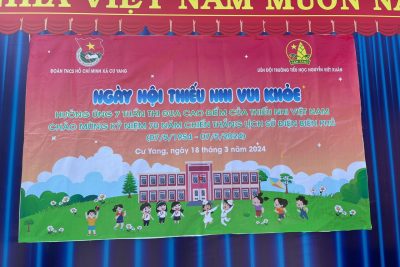 NGHĨA VIỆT NAM MUÔN NĂ
ĐOÀN TNCS HỒ CHÍ MINH XÃ CƯ YANG
LIÊN ĐỘI TRƯỜNG TIỂU HỌC NGUYỄN VIẾT XUÂN
NGÀY HỘI THIẾU NHI VUI KHỎE
HƯỞNG ỨNG 7 TUẦN THI ĐUA CAO ĐIỂM CỦA THIẾU NHI VIỆT NAM
CHÀO MỪNG KỶ NIỆM 70 NĂM CHIẾN THẮNG LỊCH SỬ ĐIỆN BIÊN PHỦ
(07/5/1954 - 07/5/2024)
Cư Yang, ngày 18 tháng 3 năm 2024